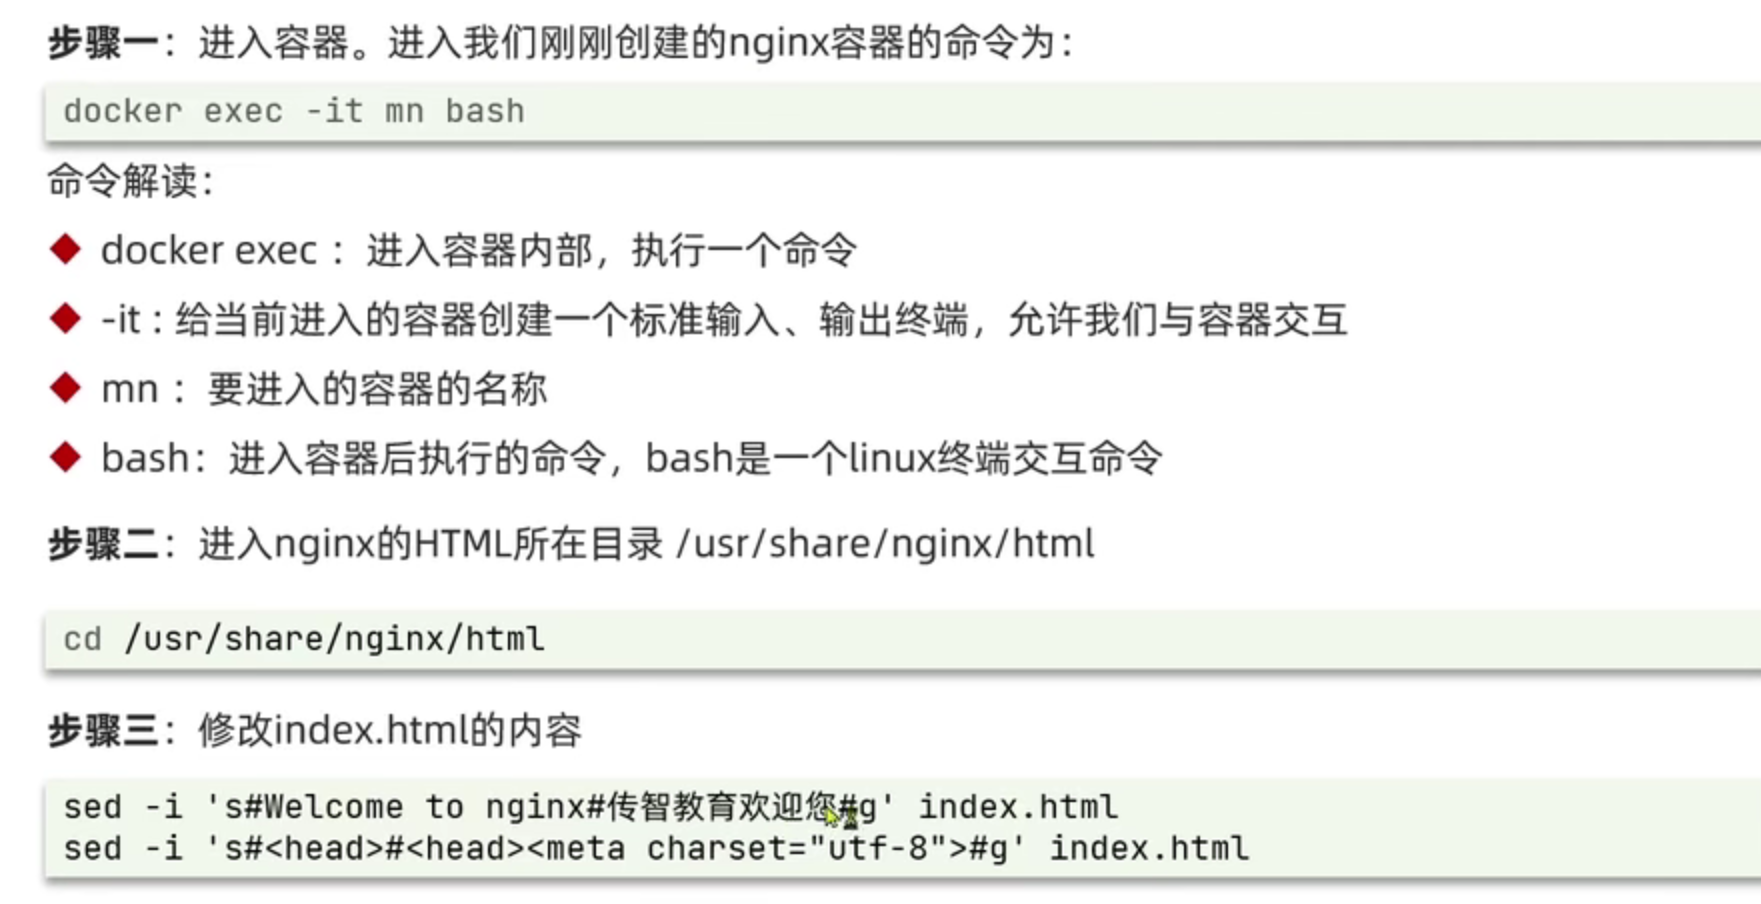 步骤一：进入容器。进入我们刚刚创建的nginx容器的命令为：
docker exec -it mn bash
命令解读：
docker exec ：进入容器内部，执行一个命令
-it : 给当前进入的容器创建一个标准输入、输出终端，允许我们与容器交互
mn ：要进入的容器的名称
bash：进入容器后执行的命令，bash是一个linux终端交互命令
步骤二：进入nginx的HTML所在目录 /usr/share/nginx/html
cd /usr/share/nginx/html
步骤三：修改index.html的内容
sed -i 's#Welcome to nginx#传智教育欢迎您#g' index.html
sed -i 's#<head>#<head><meta charset="utf-8">#g' index.html